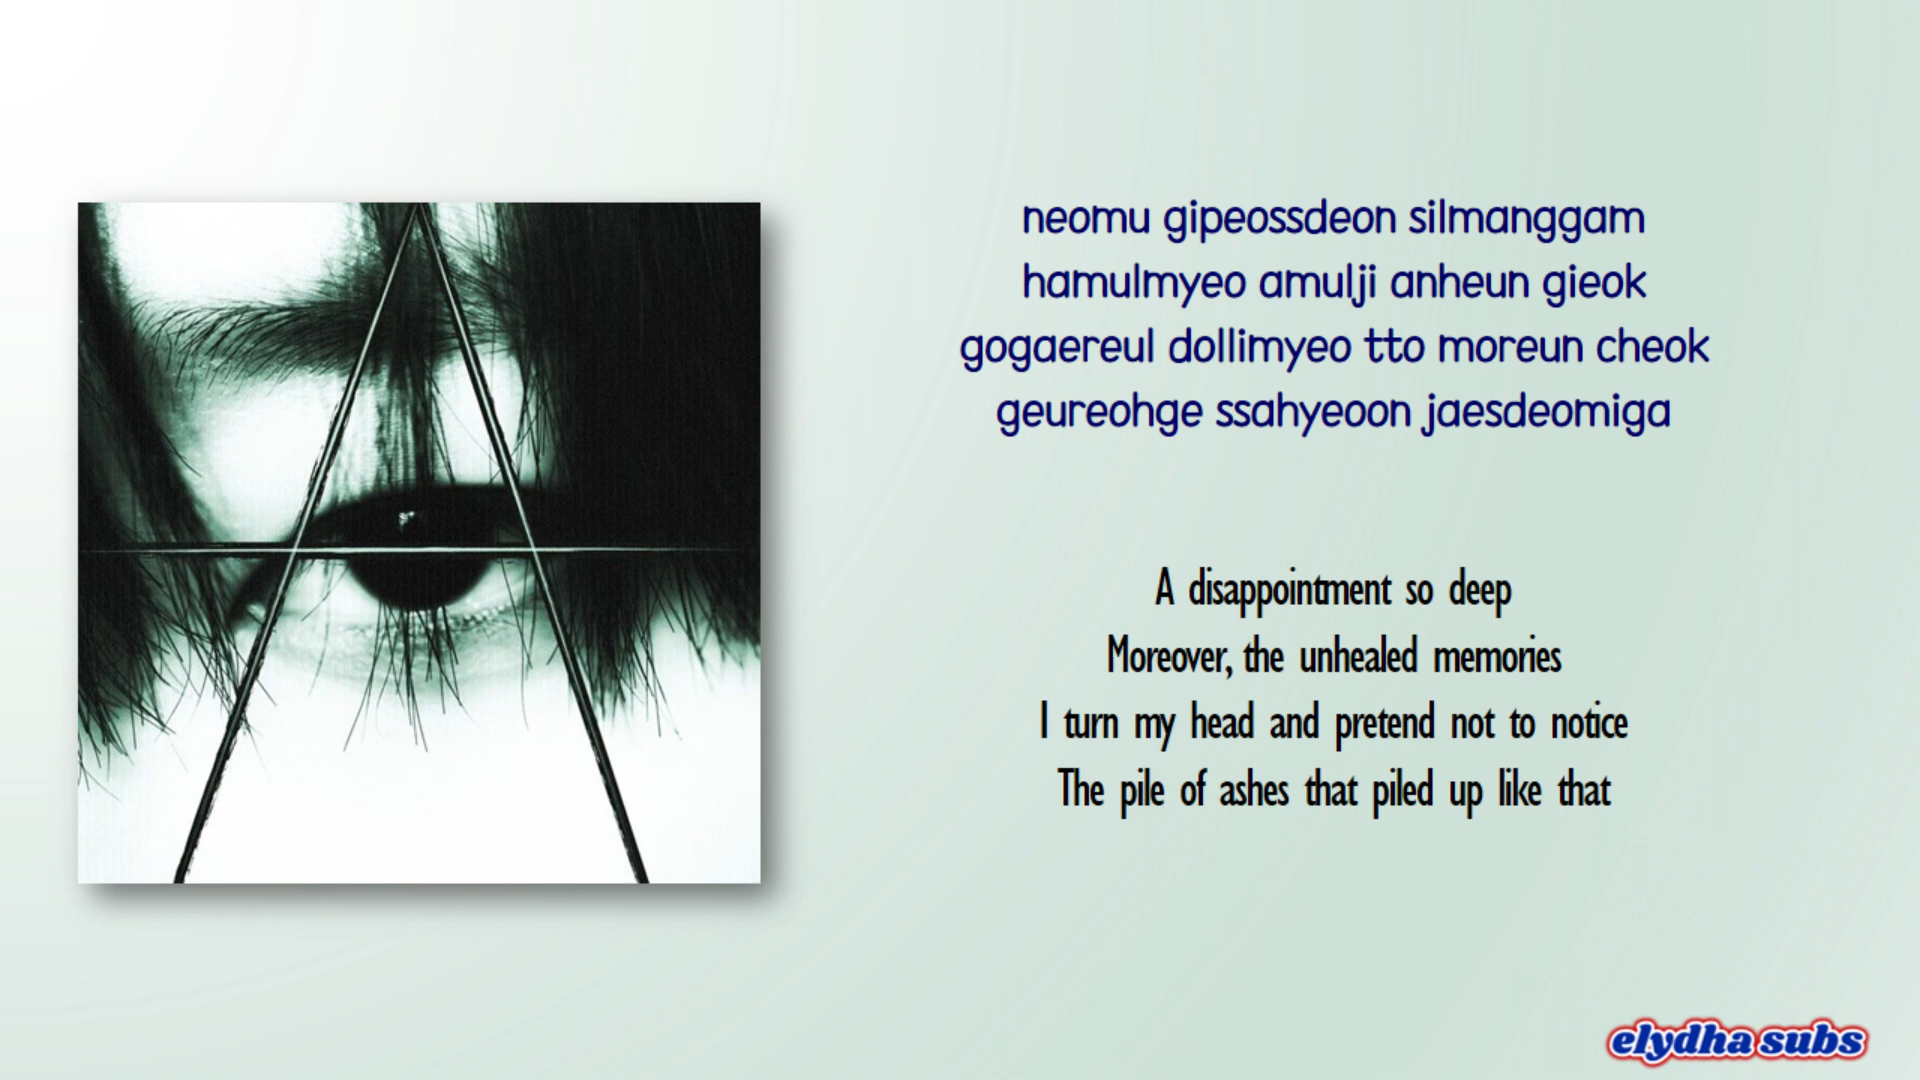 neomu gipeossdeon silmanggam
hamulmyeo amulji anheun gieok
gogaereul dollimyeo tto moreun cheok
geureohge ssahyeoon jaesdeomiga
A disappointment so deep
Moreover, the unhealed memories
I turn my head and pretend not to notice
The pile of ashes that piled up like that
elydha subs